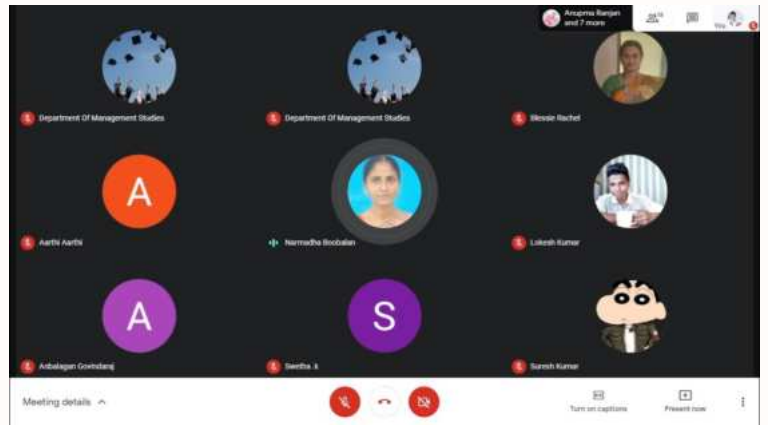 Anupma Ranjan
and 7 more
You
Department Of Management Studies
Department Of Management Studies
Blessie Rachel
A
Aarthi Aarthi
Narmadha Boobalan
Lokesh Kumar
A
S
Anbalagan Govindaraj
Swetha .k
Suresh Kumar
Meeting details
Turn on captions
Present now